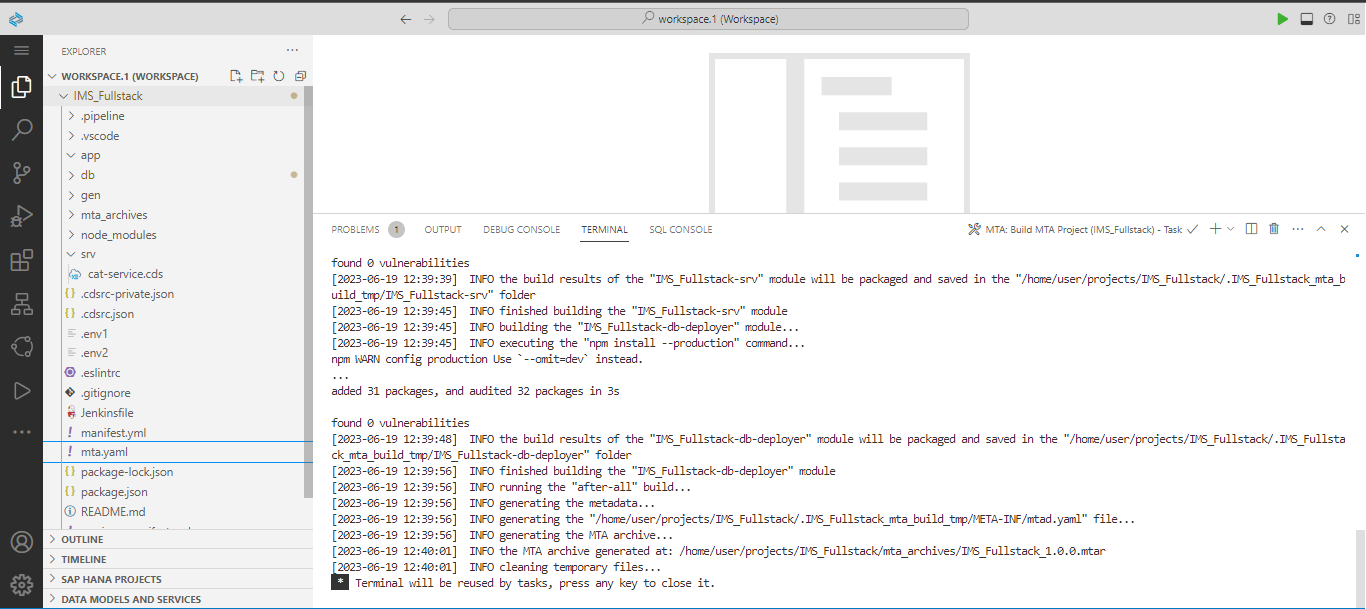 workspace.1 (Workspace)
EXPLORER
WORKSPACE.1 (WORKSPACE)
IMS_Fullstack
.pipeline
.vscode
app
db
gen
mta_archives
node_modules
srv
cat-service.cds
.cdsrc-private.json
.cdsrc.json
.env1
.env2
.eslintrc
.gitignore
Jenkinsfile
manifest.yml
mta.yaml
package-lock.json
package.json
README.md
OUTLINE
TIMELINE
SAP HANA PROJECTS
DATA MODELS AND SERVICES
PROBLEMS 1 OUTPUT DEBUG CONSOLE TERMINAL SQL CONSOLE MTA: Build MTA Project (IMS_Fullstack) - Task
found 0 vulnerabilities
[2023-06-19 12:39:39]  INFO the build results of the "IMS_Fullstack-srv" module will be packaged and saved in the "/home/user/projects/IMS_Fullstack/.IMS_Fullstack_mta_b
uild_tmp/IMS_Fullstack-srv" folder
[2023-06-19 12:39:45]  INFO finished building the "IMS_Fullstack-srv" module
[2023-06-19 12:39:45]  INFO building the "IMS_Fullstack-db-deployer" module...
[2023-06-19 12:39:45]  INFO executing the "npm install --production" command...
npm WARN config production Use `--omit=dev` instead.
...
added 31 packages, and audited 32 packages in 3s
found 0 vulnerabilities
[2023-06-19 12:39:48]  INFO the build results of the "IMS_Fullstack-db-deployer" module will be packaged and saved in the "/home/user/projects/IMS_Fullstack/.IMS_Fullsta
ck_mta_build_tmp/IMS_Fullstack-db-deployer" folder
[2023-06-19 12:39:56]  INFO finished building the "IMS_Fullstack-db-deployer" module
[2023-06-19 12:39:56]  INFO running the "after-all" build...
[2023-06-19 12:39:56]  INFO generating the metadata...
[2023-06-19 12:39:56]  INFO generating the "/home/user/projects/IMS_Fullstack/.IMS_Fullstack_mta_build_tmp/META-INF/mtad.yaml" file...
[2023-06-19 12:39:56]  INFO generating the MTA archive...
[2023-06-19 12:40:01]  INFO the MTA archive generated at: /home/user/projects/IMS_Fullstack/mta_archives/IMS_Fullstack_1.0.0.mtar
[2023-06-19 12:40:01]  INFO cleaning temporary files...
* Terminal will be reused by tasks, press any key to close it.